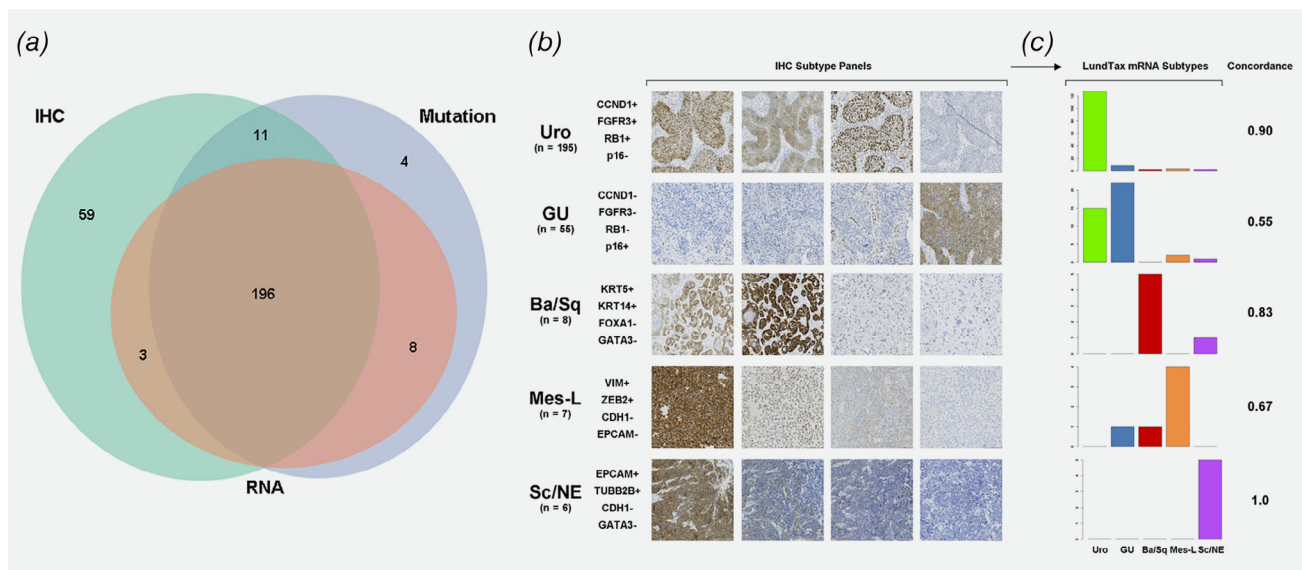 (a)
IHC
Mutation
11
4
59
196
3
8
RNA
(b)
IHC Subtype Panels
Uro
(n = 195)
CCND1+
FGFR3+
RB1+
p16-
GU
(n = 55)
CCND1-
FGFR3-
RB1-
p16+
Ba/Sq
(n = 8)
KRT5+
KRT14+
FOXA1-
GATA3-
Mes-L
(n = 7)
VIM+
ZEB2+
CDH1-
EPCAM-
Sc/NE
(n = 6)
EPCAM+
TUBB2B+
CDH1-
GATA3-
(c)
LundTax mRNA Subtypes
Concordance
0.90
0.55
0.83
0.67
1.0
Uro GU Ba/Sq Mes-L Sc/NE